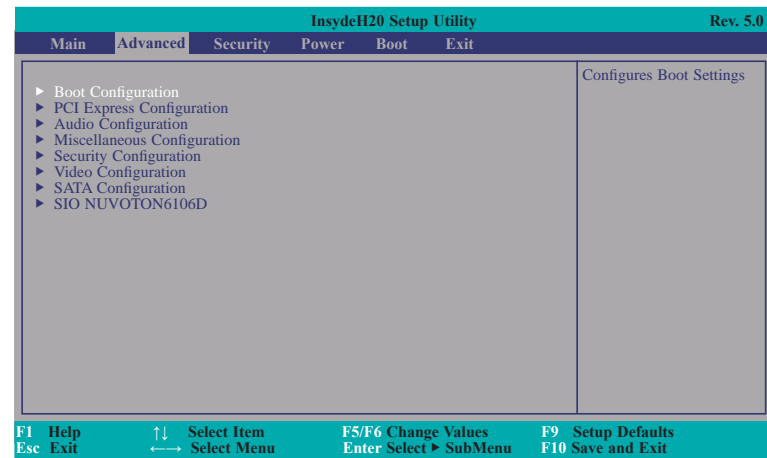 InsydeH20 Setup Utility Rev. 5.0
Main Advanced Security Power Boot Exit
▶ Boot Configuration
▶ PCI Express Configuration
▶ Audio Configuration
▶ Miscellaneous Configuration
▶ Security Configuration
▶ Video Configuration
▶ SATA Configuration
▶ SIO NUVOTON6106D
Configures Boot Settings
F1 Help ↑↓ Select Item F5/F6 Change Values F9 Setup Defaults
Esc Exit ←→ Select Menu Enter Select ▶ SubMenu F10 Save and Exit